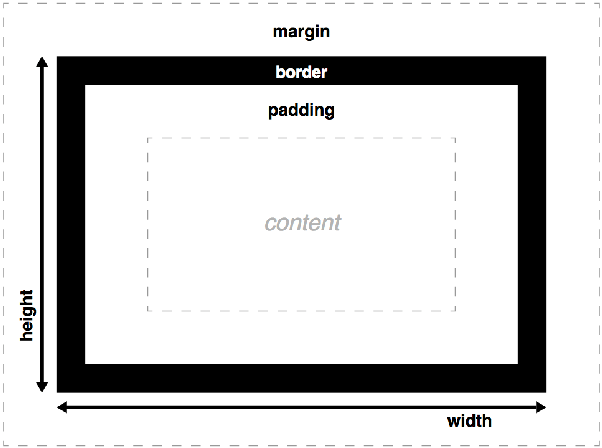 margin
border
padding
content
height
width